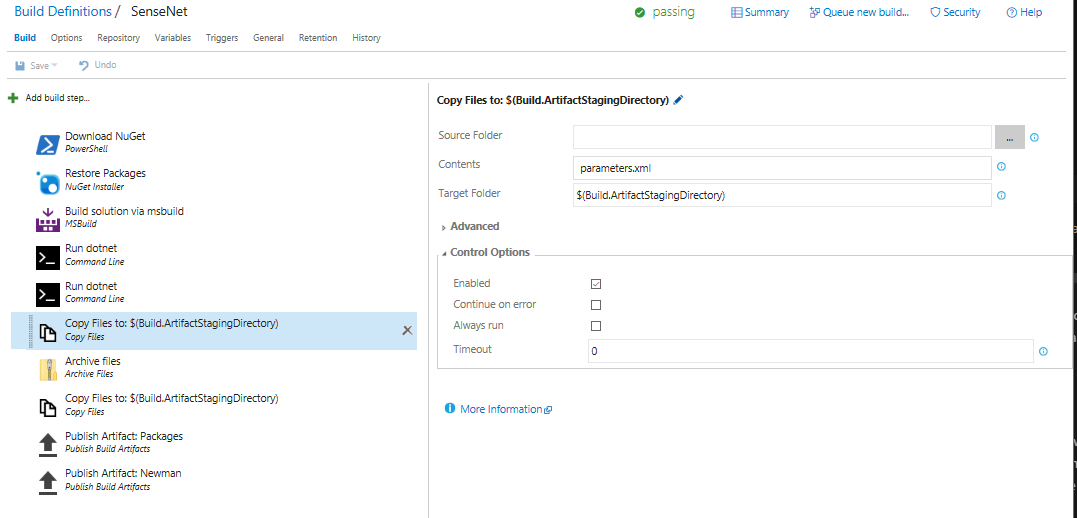 Build Definitions / SenseNet
passing
Summary
Queue new build...
Security
Help
Build Options Repository Variables Triggers General Retention History
Save Undo
Add build step...
Download NuGet
PowerShell
Restore Packages
NuGet Installer
Build solution via msbuild
MSBuild
Run dotnet
Command Line
Run dotnet
Command Line
Copy Files to: $(Build.ArtifactStagingDirectory)
Copy Files
Archive files
Archive Files
Copy Files to: $(Build.ArtifactStagingDirectory)
Copy Files
Publish Artifact: Packages
Publish Build Artifacts
Publish Artifact: Newman
Publish Build Artifacts
Copy Files to: $(Build.ArtifactStagingDirectory)
Source Folder
...
Contents parameters.xml
Target Folder $(Build.ArtifactStagingDirectory)
Advanced
Control Options
Enabled
Continue on error
Always run
Timeout 0
More Information